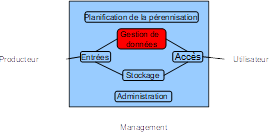 Planification de la pérennisation
Gestion de
données
Producteur
Entrées
Accès
Utilisateur
Stockage
Administration
Management